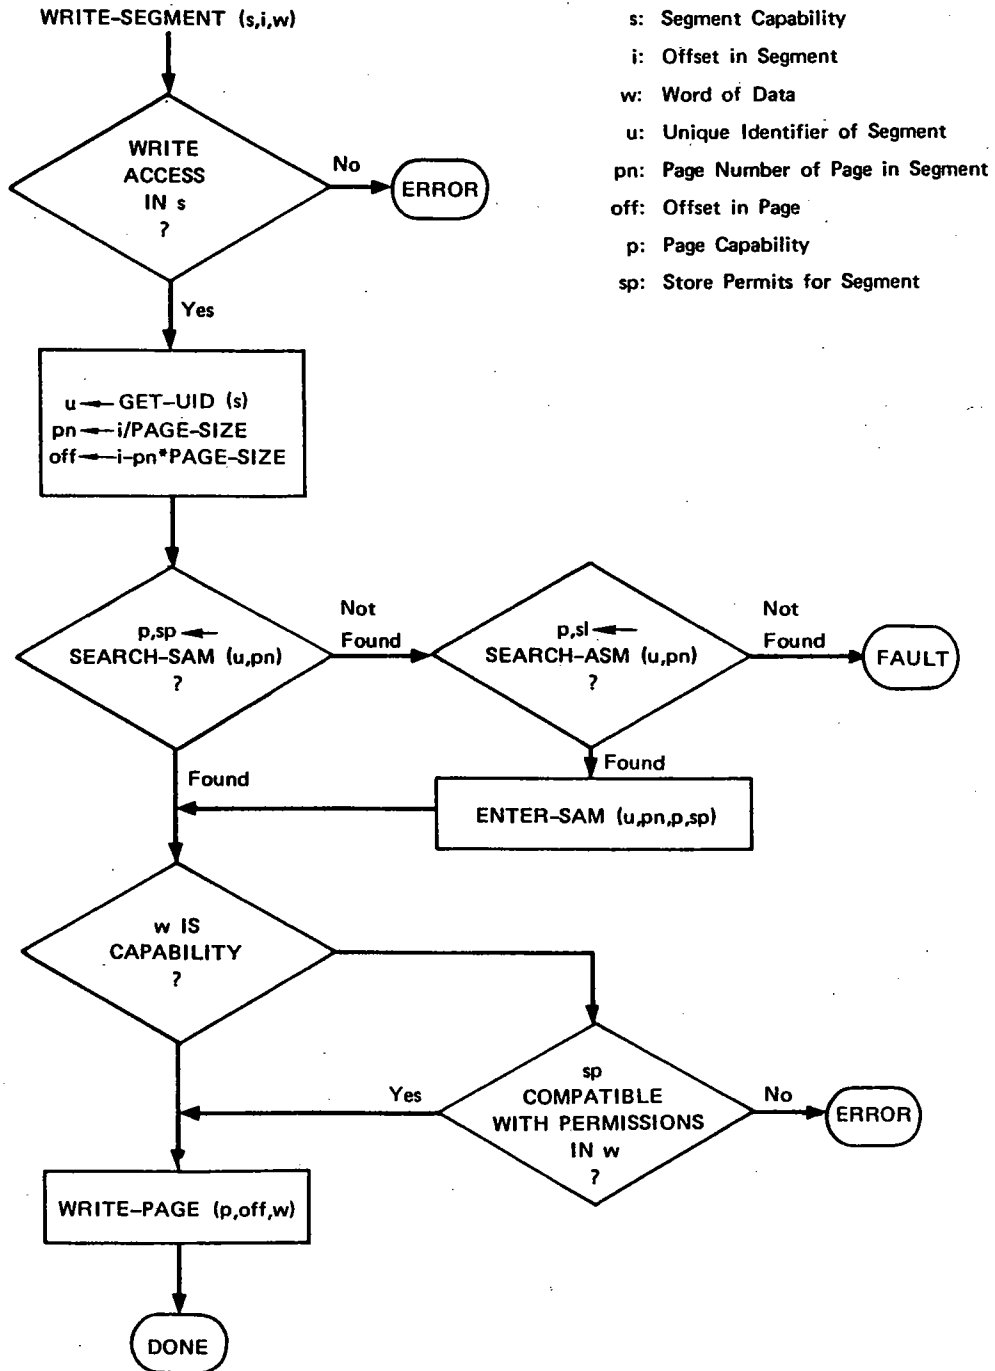 WRITE-SEGMENT (s,i,w)
s: Segment Capability
i: Offset in Segment
w: Word of Data
u: Unique Identifier of Segment
pn: Page Number of Page in Segment
off: Offset in Page
p: Page Capability
sp: Store Permits for Segment
WRITE
ACCESS
IN s
?
No
ERROR
Yes
u ← GET-UID (s)
pn ← i/PAGE-SIZE
off ← i-pn*PAGE-SIZE
p,sp ←
SEARCH-SAM (u,pn)
?
Not
Found
p,sl ←
SEARCH-ASM (u,pn)
?
Not
Found
FAULT
Found
Found
ENTER-SAM (u,pn,p,sp)
w IS
CAPABILITY
?
sp
COMPATIBLE
WITH PERMISSIONS
IN w
?
Yes
No
ERROR
WRITE-PAGE (p,off,w)
DONE